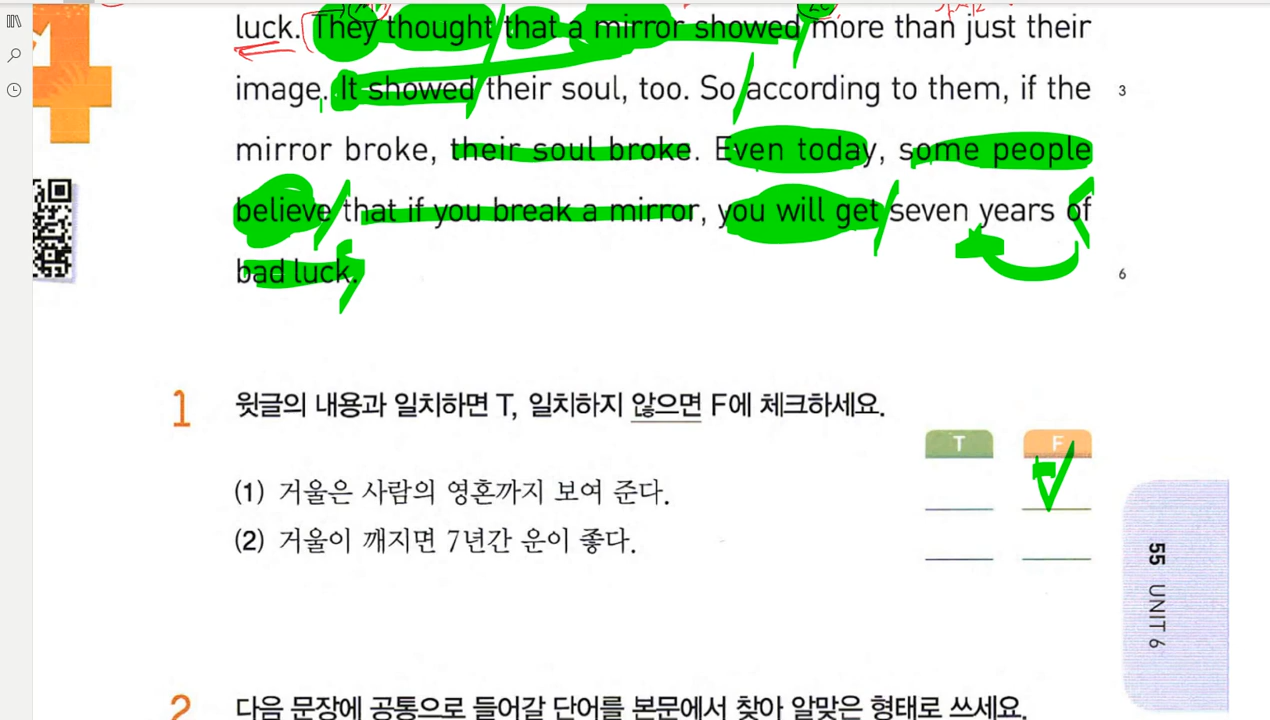 luck. They thought that a mirror showed more than just their
image. It showed their soul, too. So according to them, if the 3
mirror broke, their soul broke. Even today, some people
believe that if you break a mirror, you will get seven years of
bad luck. 6
1 윗글의 내용과 일치하면 T, 일치하지 않으면 F에 체크하세요.
T F
(1) 거울은 사람의 영혼까지 보여 준다.
(2) 거울이 깨지면 7년간 운이 좋다.
55 UNIT 6
2 다음 문장에 공통으로 들어갈 단어를 본문에서 찾아 알맞은 형태로 쓰세요.